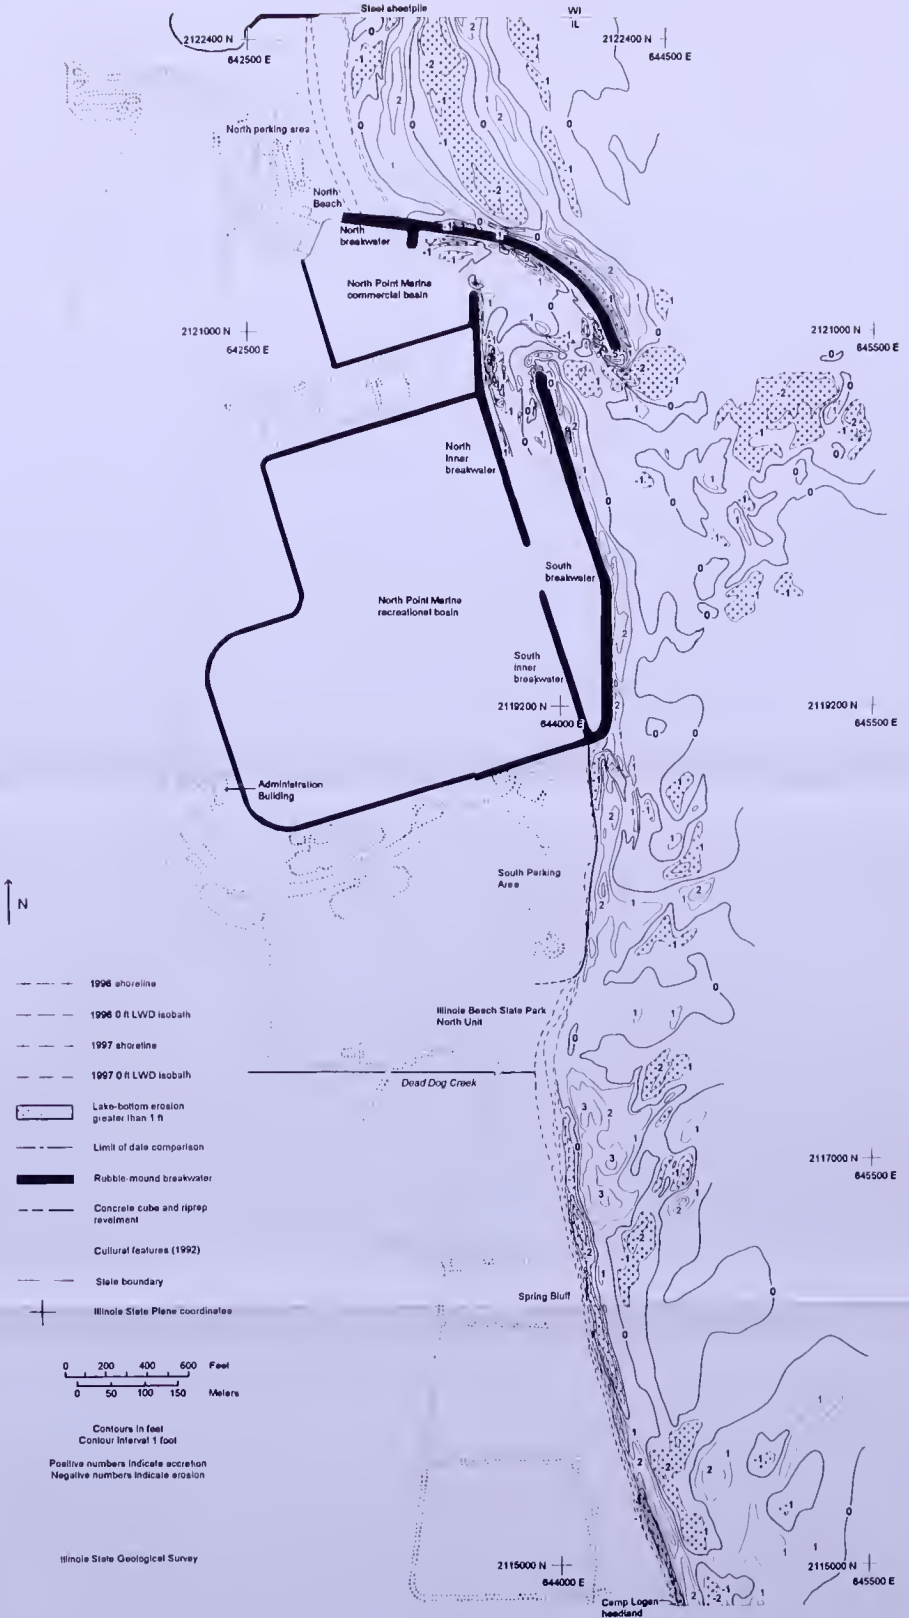 Steel sheetpile
WI
IL
2122400 N
642500 E
2122400 N
644500 E
North parking area
North
Beach
North
breakwater
North Point Marina
commercial basin
2121000 N
642500 E
2121000 N
645500 E
North
Inner
breakwater
South
breakwater
North Point Marina
recreational basin
South
Inner
breakwater
2119200 N
644000 E
2119200 N
645500 E
Administration
Building
South Parking
Area
N
1996 shoreline
1996 0 ft LWD isobath
1997 shoreline
1997 0 ft LWD isobath
Lake-bottom erosion
greater than 1 ft
Limit of data comparison
Rubble-mound breakwater
Concrete cube and riprap
revetment
Cultural features (1992)
State boundary
Illinois State Plane coordinates
Illinois Beach State Park
North Unit
Dead Dog Creek
2117000 N
645500 E
Spring Bluff
0 200 400 600 Feet
0 50 100 150 Meters
Contours in feet
Contour interval 1 foot
Positive numbers indicate accretion
Negative numbers indicate erosion
Illinois State Geological Survey
2115000 N
644000 E
2115000 N
645500 E
Camp Logan
headland